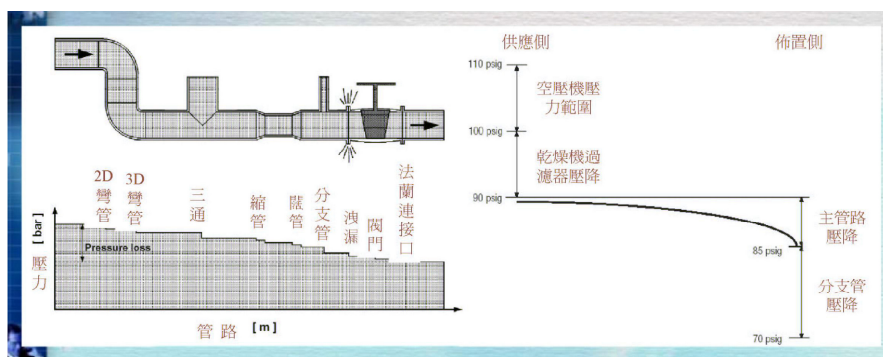 2D
彎
管
3D
彎
管
三
通
縮
管
闊
管
分
支
管
洩
漏
閥
門
法
蘭
連
接
口
[ bar ]
壓
力
Pressure loss
管 路 [ m ]
供應側
佈置側
110 psig
空壓機壓
力範圍
100 psig
乾燥機過
濾器壓降
90 psig
主管路
壓降
85 psig
分支管
壓降
70 psig